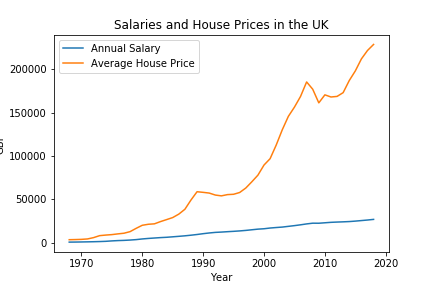 Salaries and House Prices in the UK
Annual Salary
Average House Price
200000
150000
100000
50000
0
1970 1980 1990 2000 2010 2020
Year